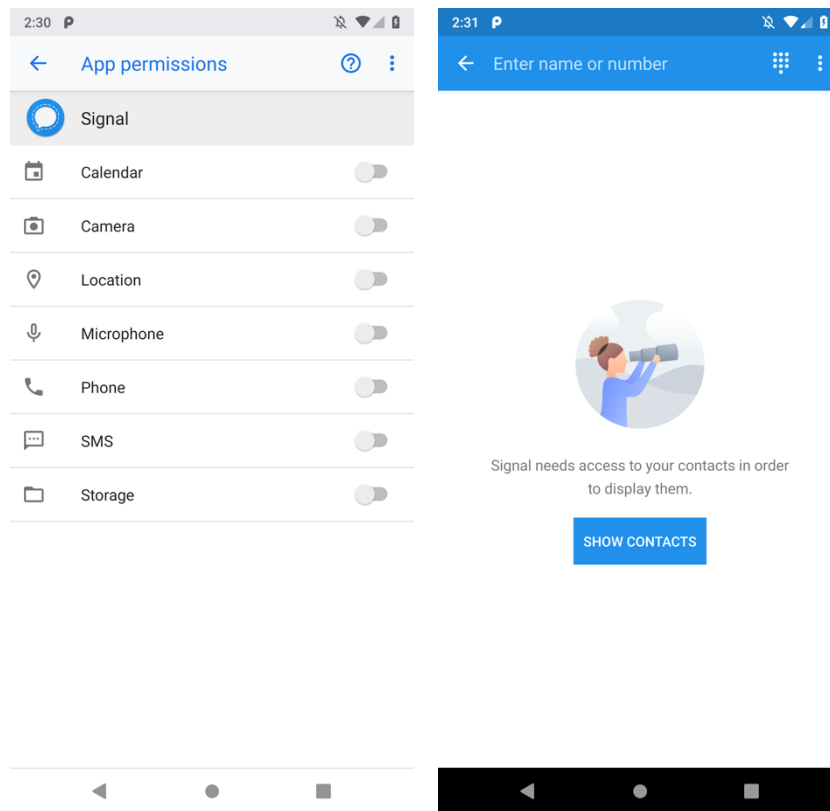 2:30
App permissions
Signal
Calendar
Camera
Location
Microphone
Phone
SMS
Storage
2:31
Enter name or number
Signal needs access to your contacts in order
to display them.
SHOW CONTACTS